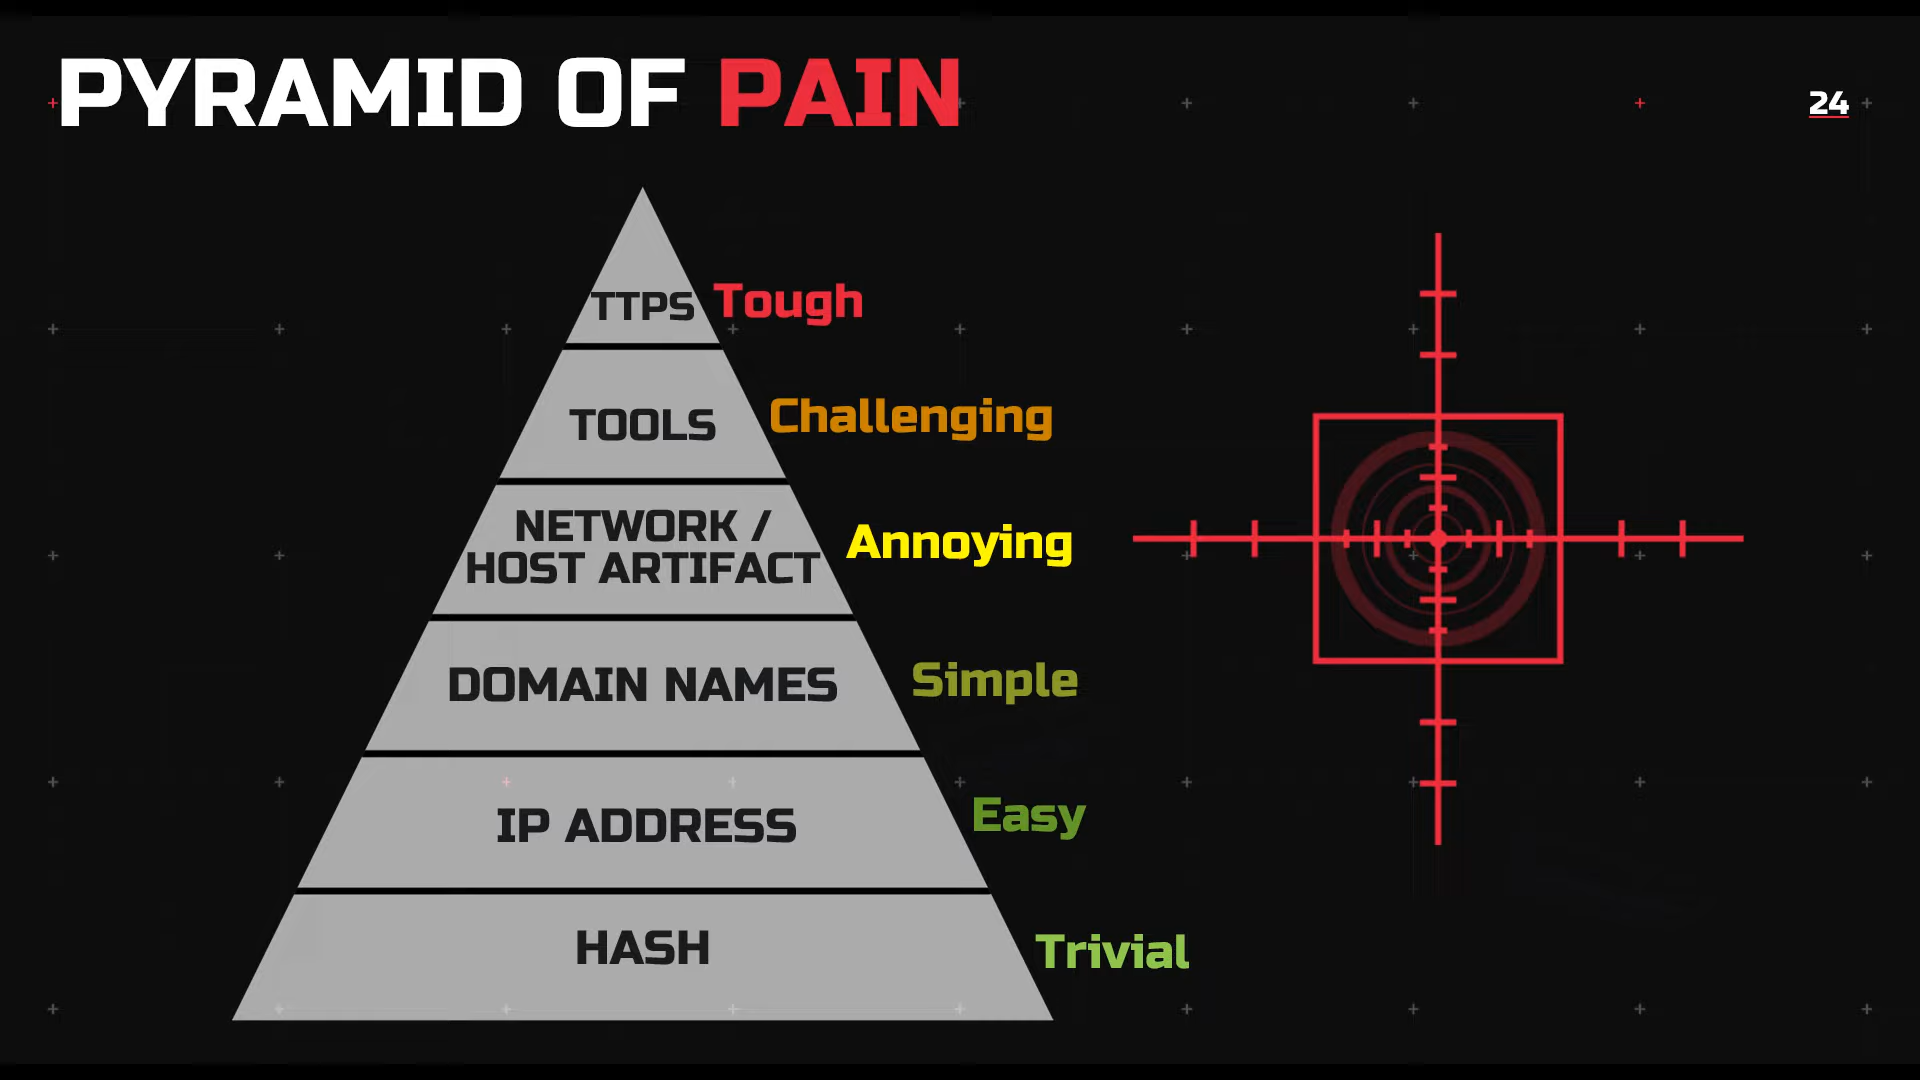 PYRAMID OF PAIN
24
TTPS Tough
TOOLS Challenging
NETWORK /
HOST ARTIFACT Annoying
DOMAIN NAMES Simple
IP ADDRESS Easy
HASH Trivial